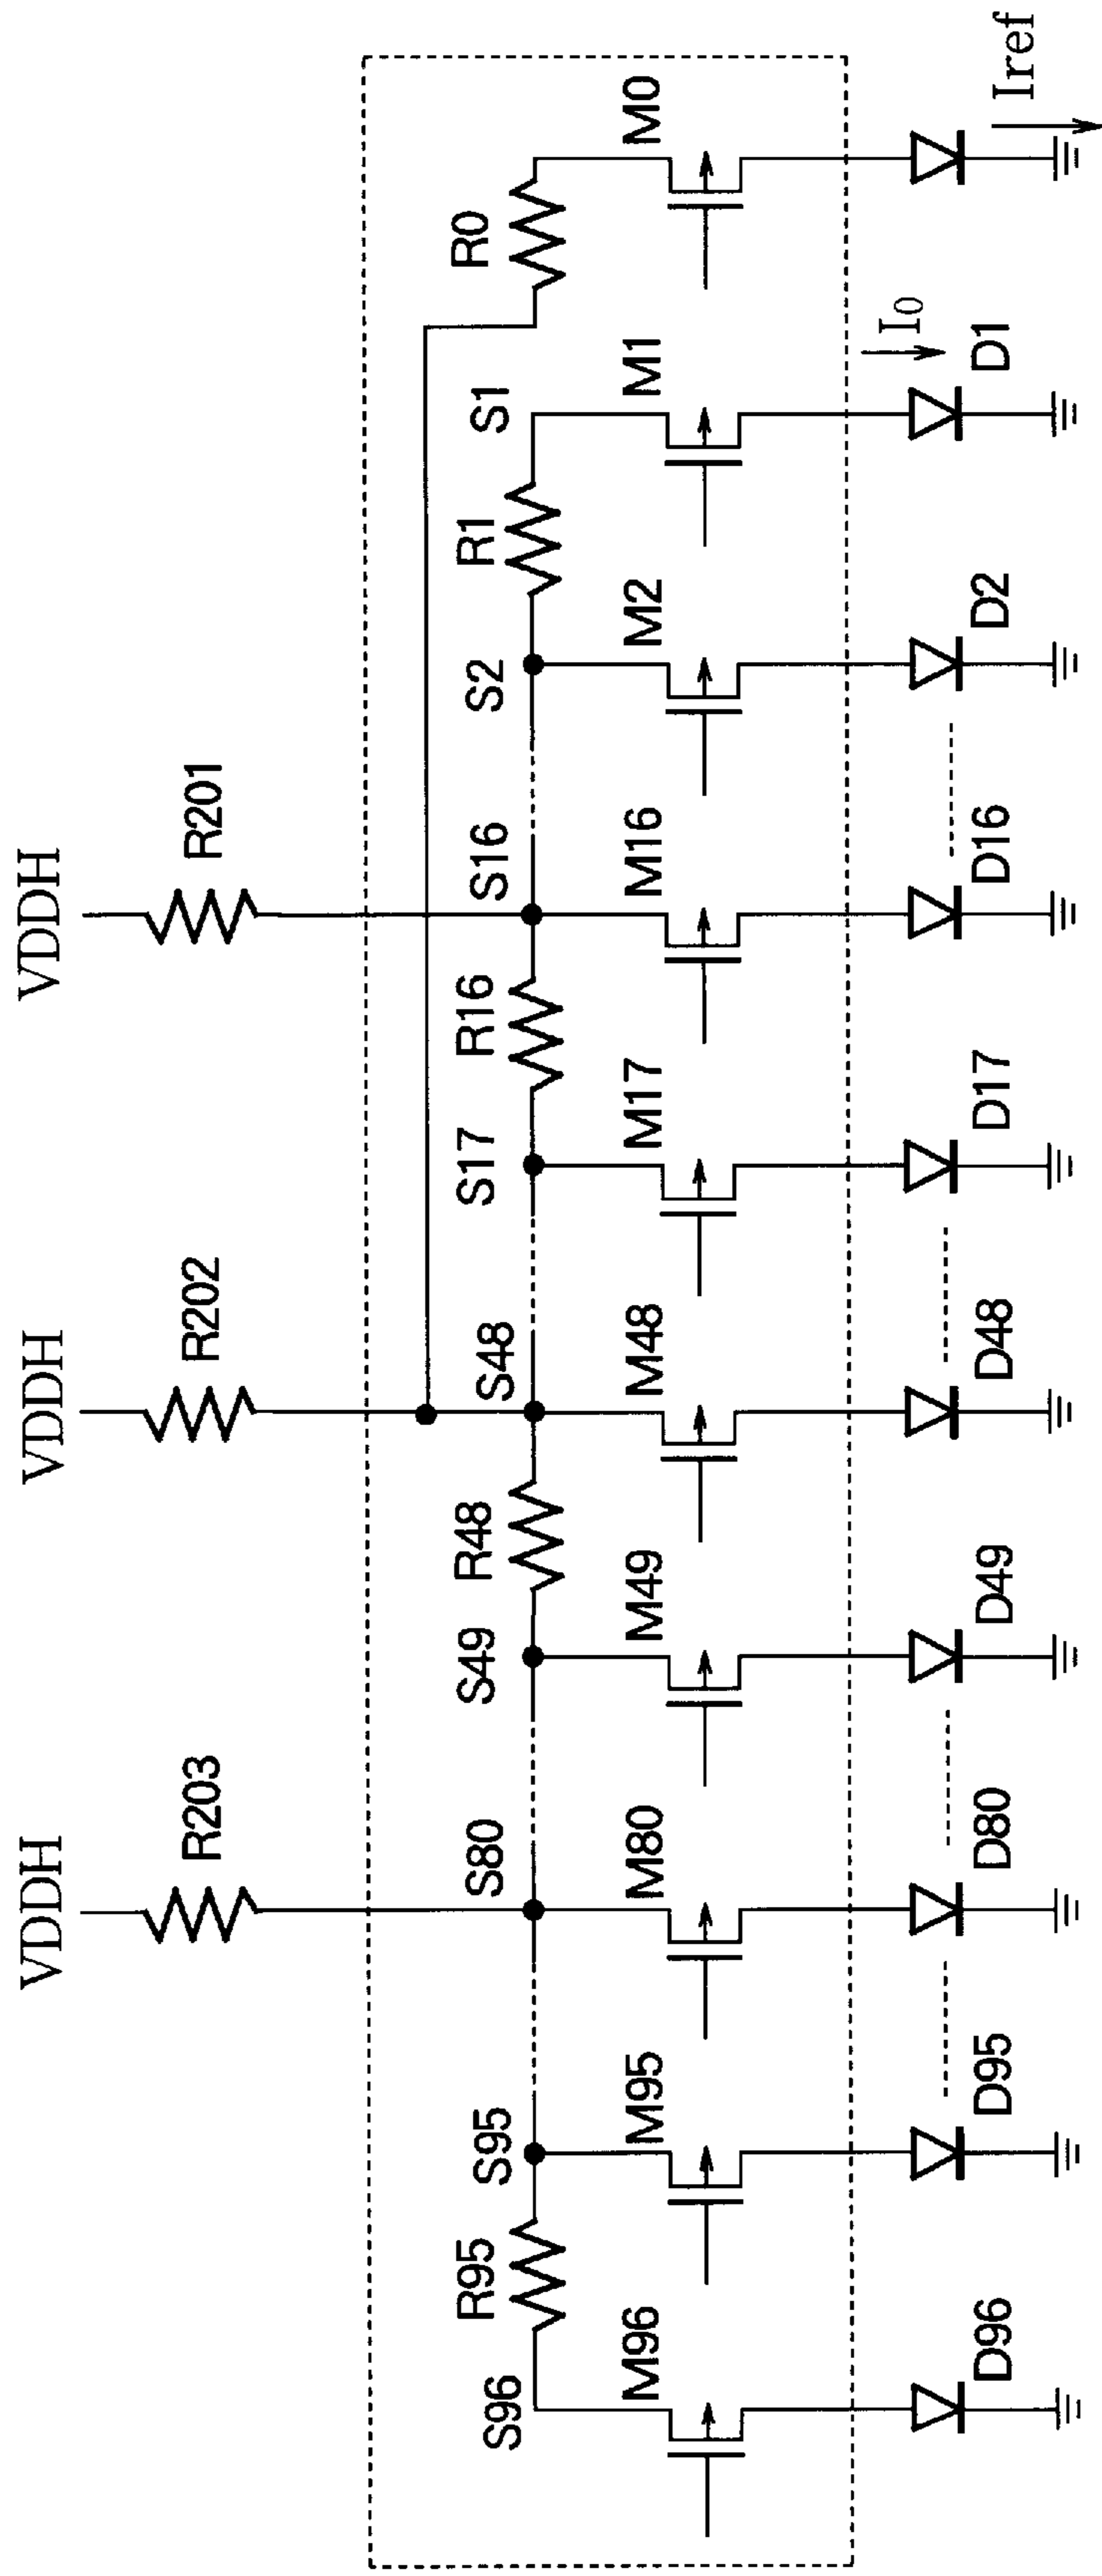 VDDH
VDDH
VDDH
R203
R202
R201
S96
R95
S95
S80
S49
R48
S48
S17
R16
S16
S2
R1
S1
R0
M96
M95
M80
M49
M48
M17
M16
M2
M1
M0
I0
Iref
D96
D95
D80
D49
D48
D17
D16
D2
D1